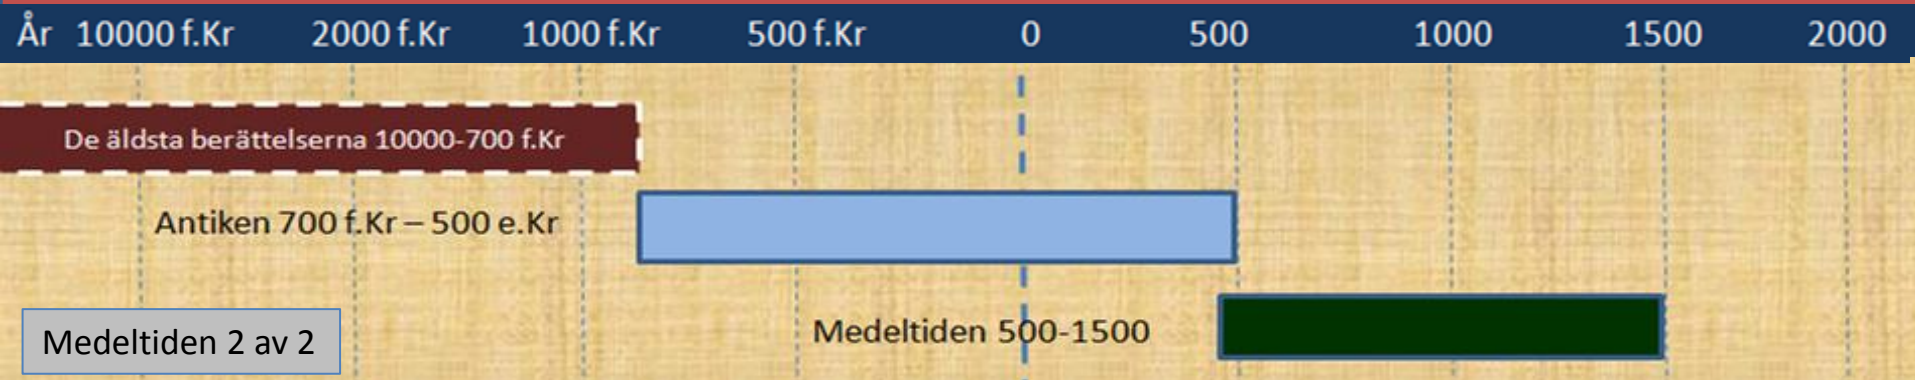 År 10000 f.Kr 2000 f.Kr 1000 f.Kr 500 f.Kr 0 500 1000 1500 2000
De äldsta berättelserna 10000-700 f.Kr
Antiken 700 f.Kr – 500 e.Kr
Medeltiden 500-1500
Medeltiden 2 av 2